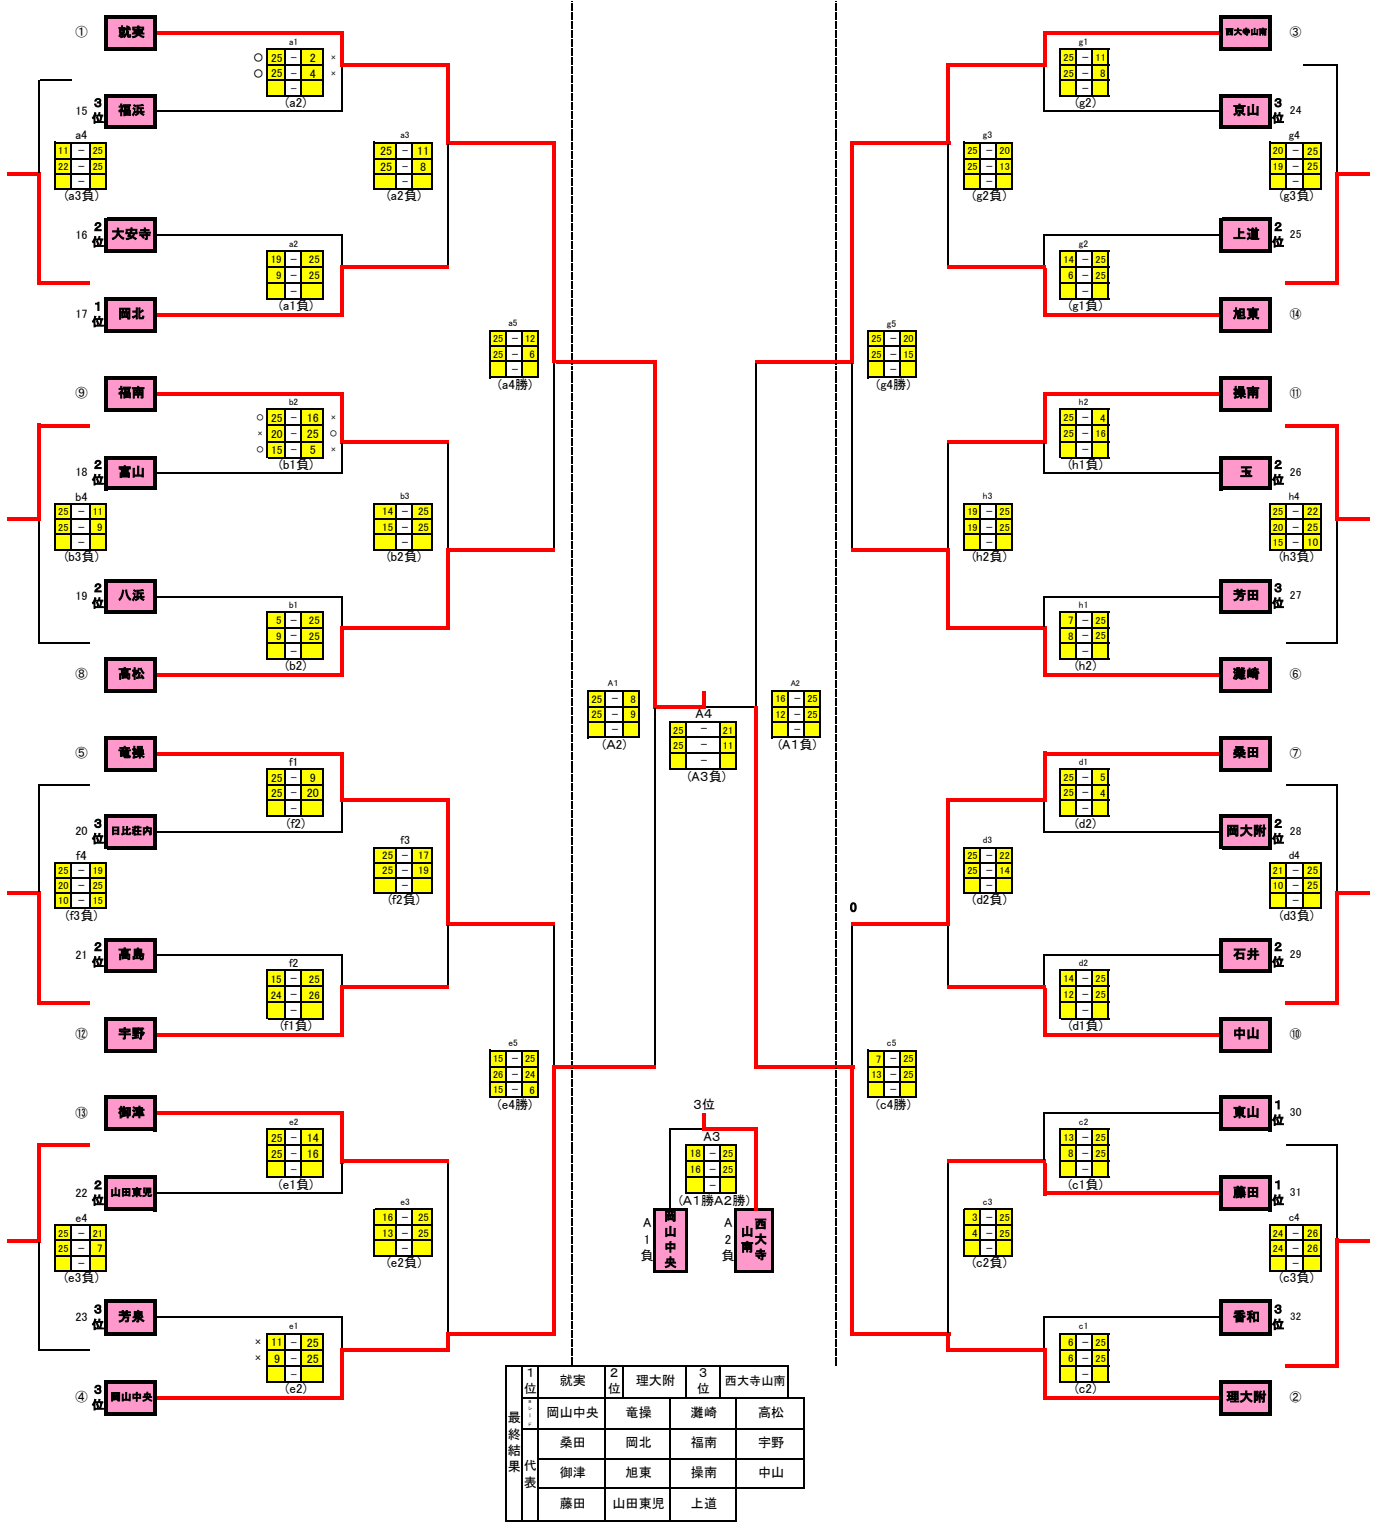 ① 就実
a1
○ 25 − 2 ×
○ 25 − 4 ×
−
(a2)
15 3位 福浜
a4
11 − 25
22 − 25
−
(a3負)
a3
25 − 11
25 − 8
−
(a2負)
16 2位 大安寺
a2
19 − 25
9 − 25
−
(a1負)
17 1位 岡北
a5
25 − 12
25 − 6
−
(a4勝)
⑨ 福南
b2
○ 25 − 16 ×
× 20 − 25 ○
○ 15 − 5 ×
(b1負)
18 2位 富山
b4
25 − 11
25 − 9
−
(b3負)
b3
14 − 25
15 − 25
−
(b2負)
19 2位 八浜
b1
5 − 25
9 − 25
−
(b2)
⑧ 高松
A1
25 − 8
25 − 9
−
(A2)
⑤ 竜操
f1
25 − 9
25 − 20
−
(f2)
20 3位 日比荘内
f4
25 − 19
20 − 25
10 − 15
(f3負)
f3
25 − 17
25 − 19
−
(f2負)
21 2位 高島
f2
15 − 25
24 − 26
−
(f1負)
⑫ 宇野
e5
15 − 25
26 − 24
15 − 6
(e4勝)
⑬ 御津
e2
25 − 14
25 − 16
−
(e1負)
22 2位 山田東児
e4
25 − 21
25 − 7
−
(e3負)
e3
16 − 25
13 − 25
−
(e2負)
23 3位 芳泉
e1
× 11 − 25
× 9 − 25
−
(e2)
④ 3位 岡山中央
A4
25 − 21
25 − 11
−
(A3負)
3位
A3
18 − 25
16 − 25
−
(A1勝A2勝)
A1負 岡山中央
A2負 西大寺山南
西大寺山南 ③
g1
25 − 11
25 − 8
−
(g2)
京山 3位 24
g4
20 − 25
19 − 25
−
(g3負)
g3
25 − 20
25 − 13
−
(g2負)
上道 2位 25
g2
14 − 25
6 − 25
−
(g1負)
旭東 ⑭
g5
25 − 20
25 − 15
−
(g4勝)
操南 ⑪
h2
25 − 4
25 − 16
−
(h1負)
玉 2位 26
h4
25 − 22
20 − 25
15 − 10
(h3負)
h3
19 − 25
19 − 25
−
(h2負)
芳田 3位 27
h1
7 − 25
8 − 25
−
(h2)
灘崎 ⑥
A2
16 − 25
12 − 25
−
(A1負)
桑田 ⑦
d1
25 − 5
25 − 4
−
(d2)
岡大附 2位 28
d4
21 − 25
10 − 25
−
(d3負)
d3
25 − 22
25 − 14
−
(d2負)
0
石井 2位 29
d2
14 − 25
12 − 25
−
(d1負)
中山 ⑩
c5
7 − 25
13 − 25
−
(c4勝)
東山 1位 30
c2
13 − 25
8 − 25
−
(c1負)
藤田 1位 31
c4
24 − 26
24 − 26
−
(c3負)
c3
3 − 25
4 − 25
−
(c2負)
香和 3位 32
c1
6 − 25
6 − 25
−
(c2)
理大附 ②
最終結果
1位 就実 2位 理大附 3位 西大寺山南
岡山中央 竜操 灘崎 高松
代表
桑田 岡北 福南 宇野
御津 旭東 操南 中山
藤田 山田東児 上道